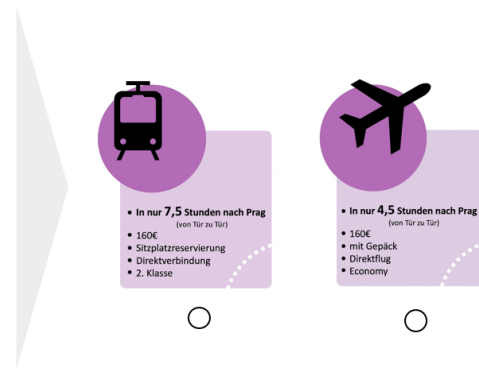 • In nur 7,5 Stunden nach Prag
(von Tür zu Tür)
• 160€
• Sitzplatzreservierung
• Direktverbindung
• 2. Klasse
• In nur 4,5 Stunden nach Prag
(von Tür zu Tür)
• 160€
• mit Gepäck
• Direktflug
• Economy